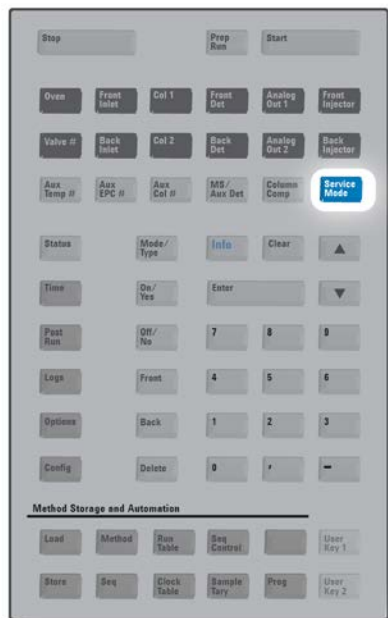 Stop Prep Run Start
Oven Front Inlet Col 1 Front Det Analog Out 1 Front Injector
Valve # Back Inlet Col 2 Back Det Analog Out 2 Back Injector
Aux Temp # Aux EPC # Aux Col # MS/ Aux Det Column Comp Service Mode
Status Mode/ Type Info Clear ▲
Time On/ Yes Enter ▼
Post Run Off/ No 7 8 9
Logs Front 4 5 6
Options Back 1 2 3
Config Delete 0 , -
Method Storage and Automation
Load Method Run Table Seq Control User Key 1
Store Seq Clock Table Sample Tary Prog User Key 2